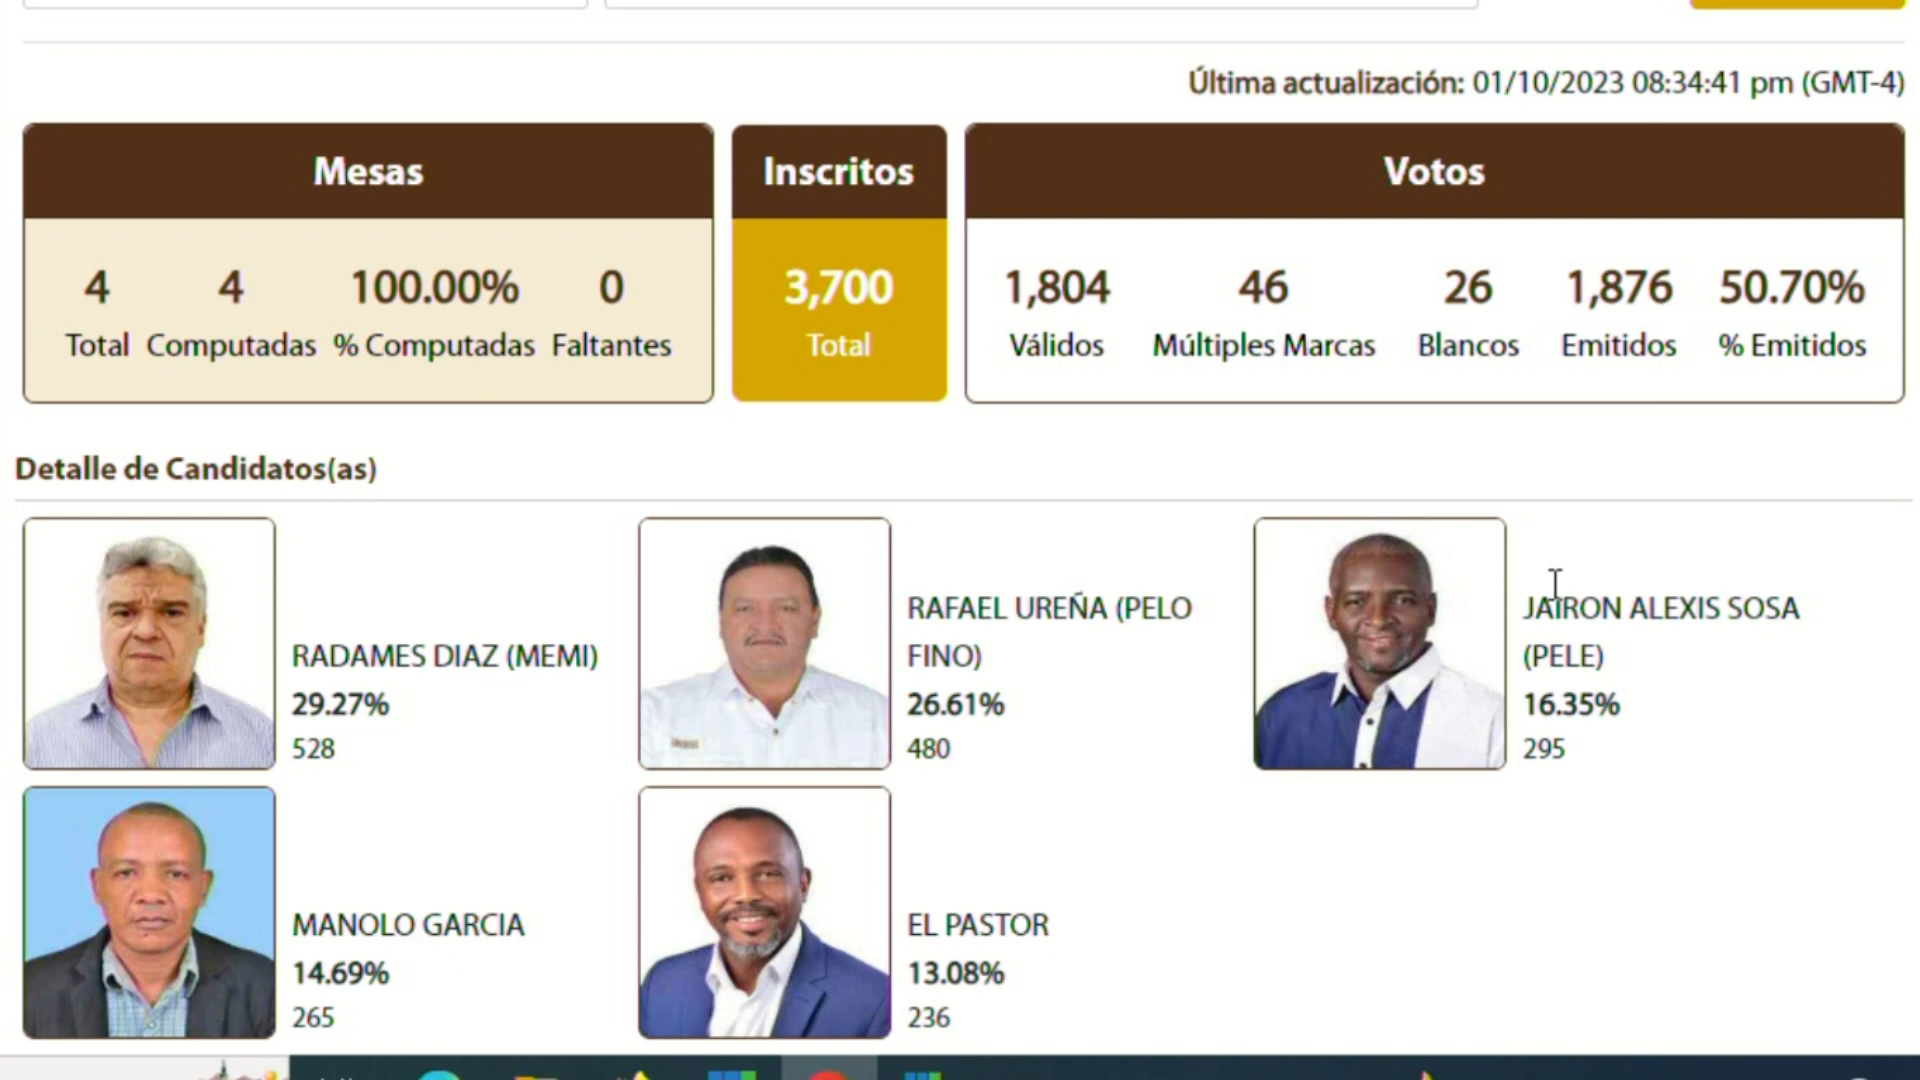 Última actualización: 01/10/2023 08:34:41 pm (GMT-4)
Mesas
Inscritos
Votos
4 4 100.00% 0
3,700
1,804 46 26 1,876 50.70%
Total Computadas % Computadas Faltantes
Total
Válidos Múltiples Marcas Blancos Emitidos % Emitidos
Detalle de Candidatos(as)
RADAMES DIAZ (MEMI)
29.27%
528
RAFAEL UREÑA (PELO
FINO)
26.61%
480
JAIRON ALEXIS SOSA
(PELE)
16.35%
295
MANOLO GARCIA
14.69%
265
EL PASTOR
13.08%
236